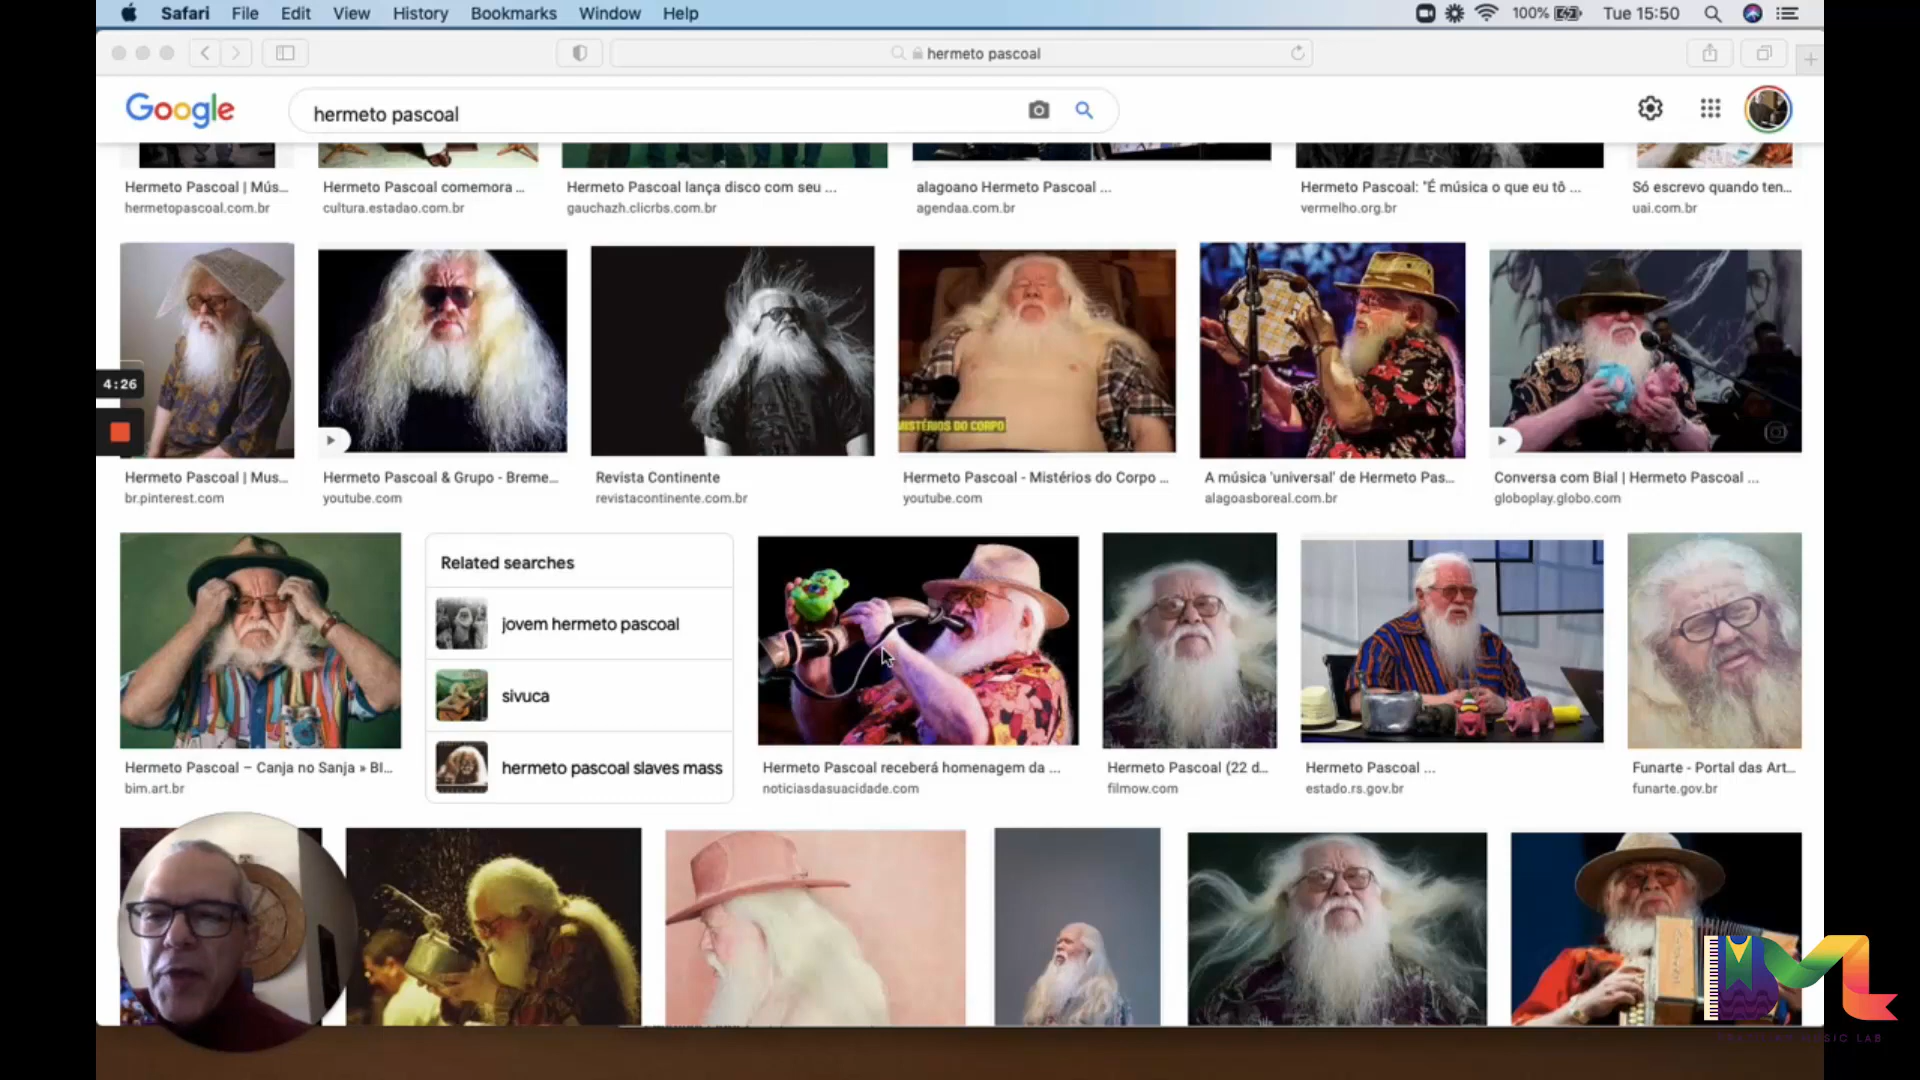 Safari File Edit View History Bookmarks Window Help 100% Tue 15:50
hermeto pascoal
Google hermeto pascoal
Hermeto Pascoal | Mús... Hermeto Pascoal comemora ... Hermeto Pascoal lança disco com seu ... alagoano Hermeto Pascoal ... Hermeto Pascoal: "É música o que eu tô ... Só escrevo quando ten...
hermetopascoal.com.br cultura.estadao.com.br gauchazh.clicrbs.com.br agendaa.com.br vermelho.org.br uai.com.br
4:26
MISTÉRIOS DO CORPO
Hermeto Pascoal | Mus... Hermeto Pascoal & Grupo - Breme... Revista Continente Hermeto Pascoal - Mistérios do Corpo ... A música 'universal' de Hermeto Pas... Conversa com Bial | Hermeto Pascoal ...
br.pinterest.com youtube.com revistacontinente.com.br youtube.com alagoasboreal.com.br globoplay.globo.com
Related searches
jovem hermeto pascoal
sivuca
hermeto pascoal slaves mass
Hermeto Pascoal – Canja no Sanja » BI... Hermeto Pascoal receberá homenagem da ... Hermeto Pascoal (22 d... Hermeto Pascoal ... Funarte - Portal das Art...
bim.art.br noticiasdasuacidade.com filmow.com estado.rs.gov.br funarte.gov.br
MUSIC LAB